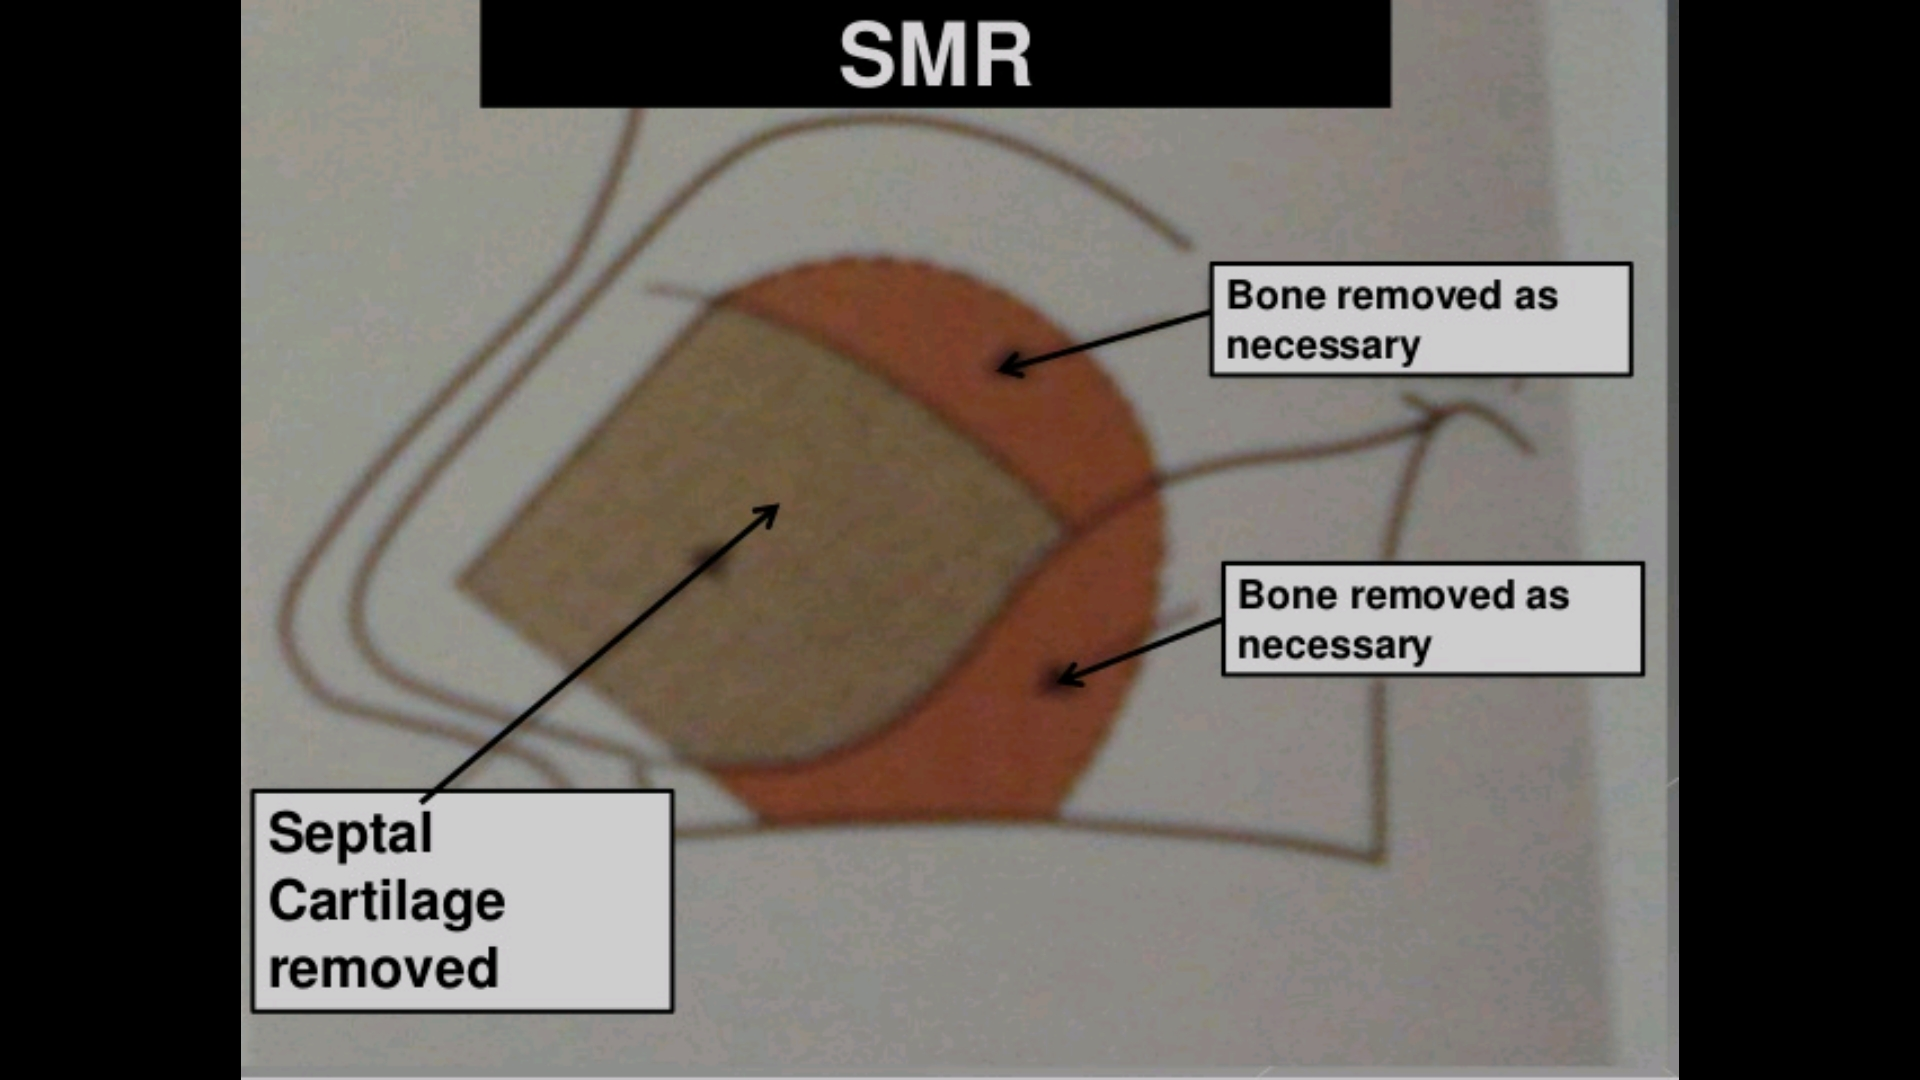 SMR
Bone removed as
necessary
Bone removed as
necessary
Septal
Cartilage
removed